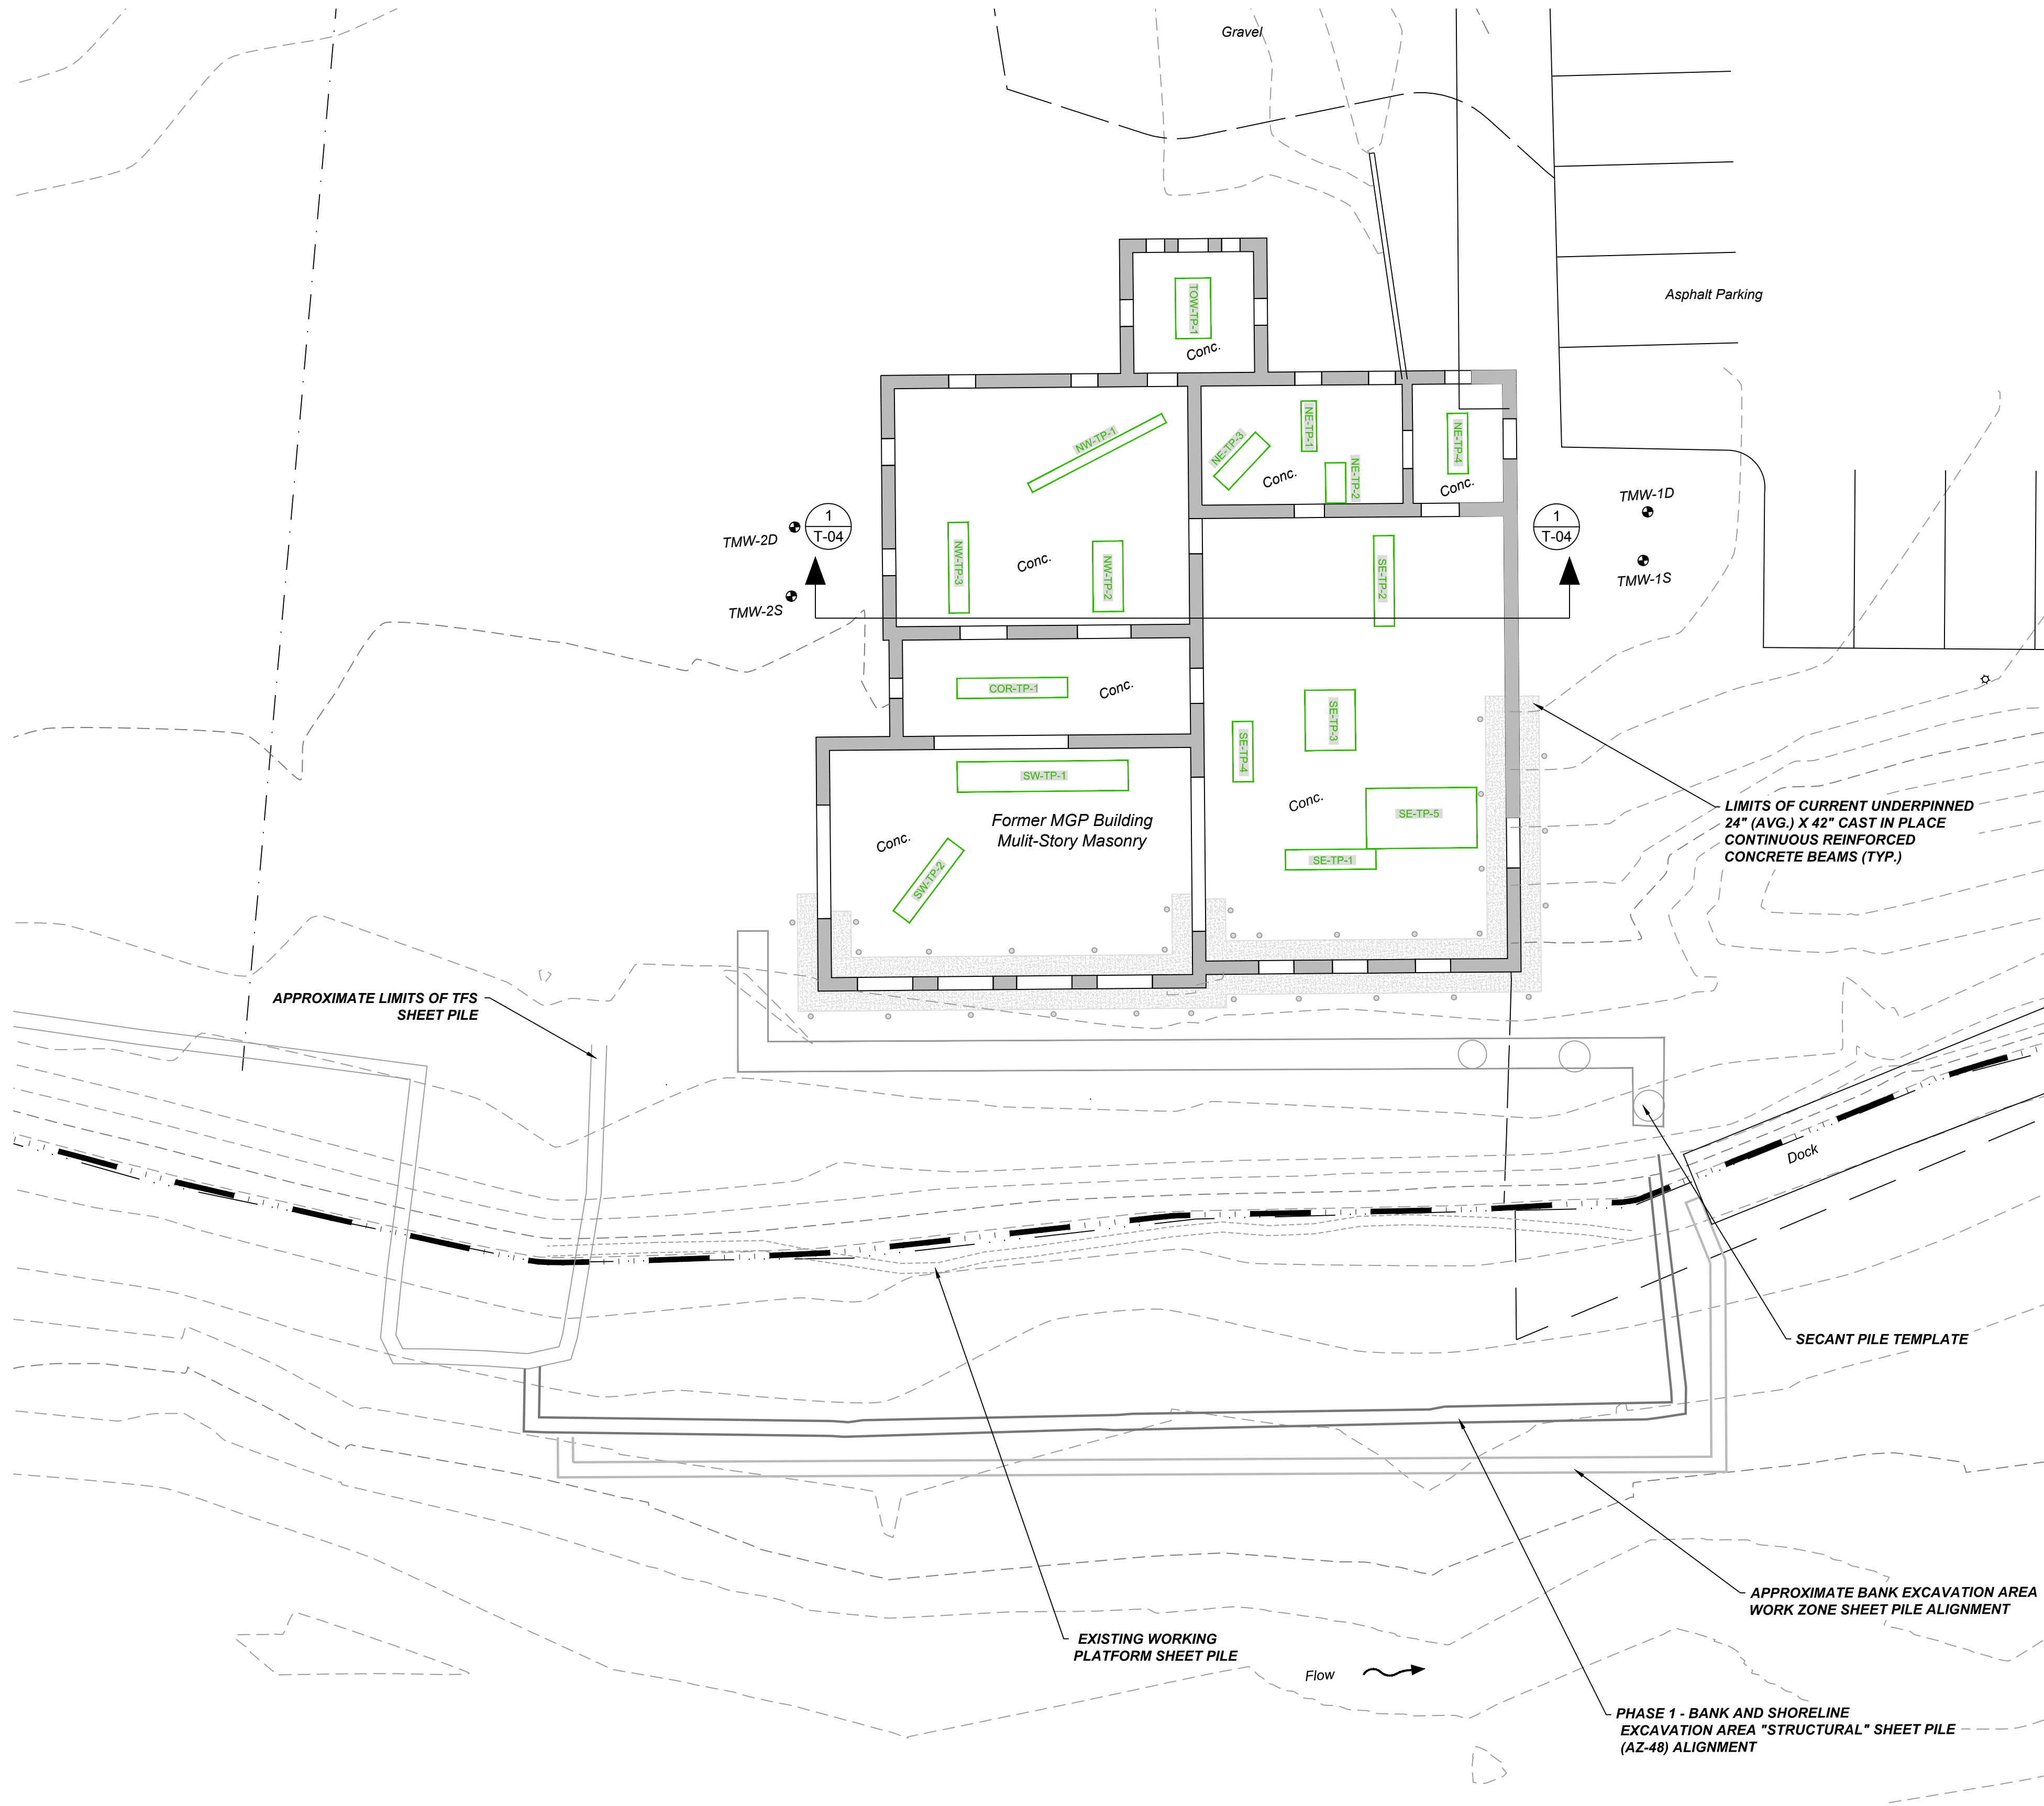 Gravel
Asphalt Parking
TOW-TP-1
Conc.
NW-TP-1
NE-TP-3
NE-TP-1
NE-TP-2
NE-TP-4
Conc.
Conc.
TMW-2D
1
T-04
TMW-2S
NW-TP-3
Conc.
NW-TP-2
SE-TP-2
1
T-04
TMW-1D
TMW-1S
COR-TP-1
Conc.
SE-TP-3
SE-TP-4
SW-TP-1
Conc.
SE-TP-5
SE-TP-1
Former MGP Building
Mulit-Story Masonry
Conc.
SW-TP-2
LIMITS OF CURRENT UNDERPINNED
24" (AVG.) X 42" CAST IN PLACE
CONTINUOUS REINFORCED
CONCRETE BEAMS (TYP.)
APPROXIMATE LIMITS OF TFS
SHEET PILE
Dock
SECANT PILE TEMPLATE
APPROXIMATE BANK EXCAVATION AREA
WORK ZONE SHEET PILE ALIGNMENT
EXISTING WORKING
PLATFORM SHEET PILE
Flow
PHASE 1 - BANK AND SHORELINE
EXCAVATION AREA "STRUCTURAL" SHEET PILE
(AZ-48) ALIGNMENT